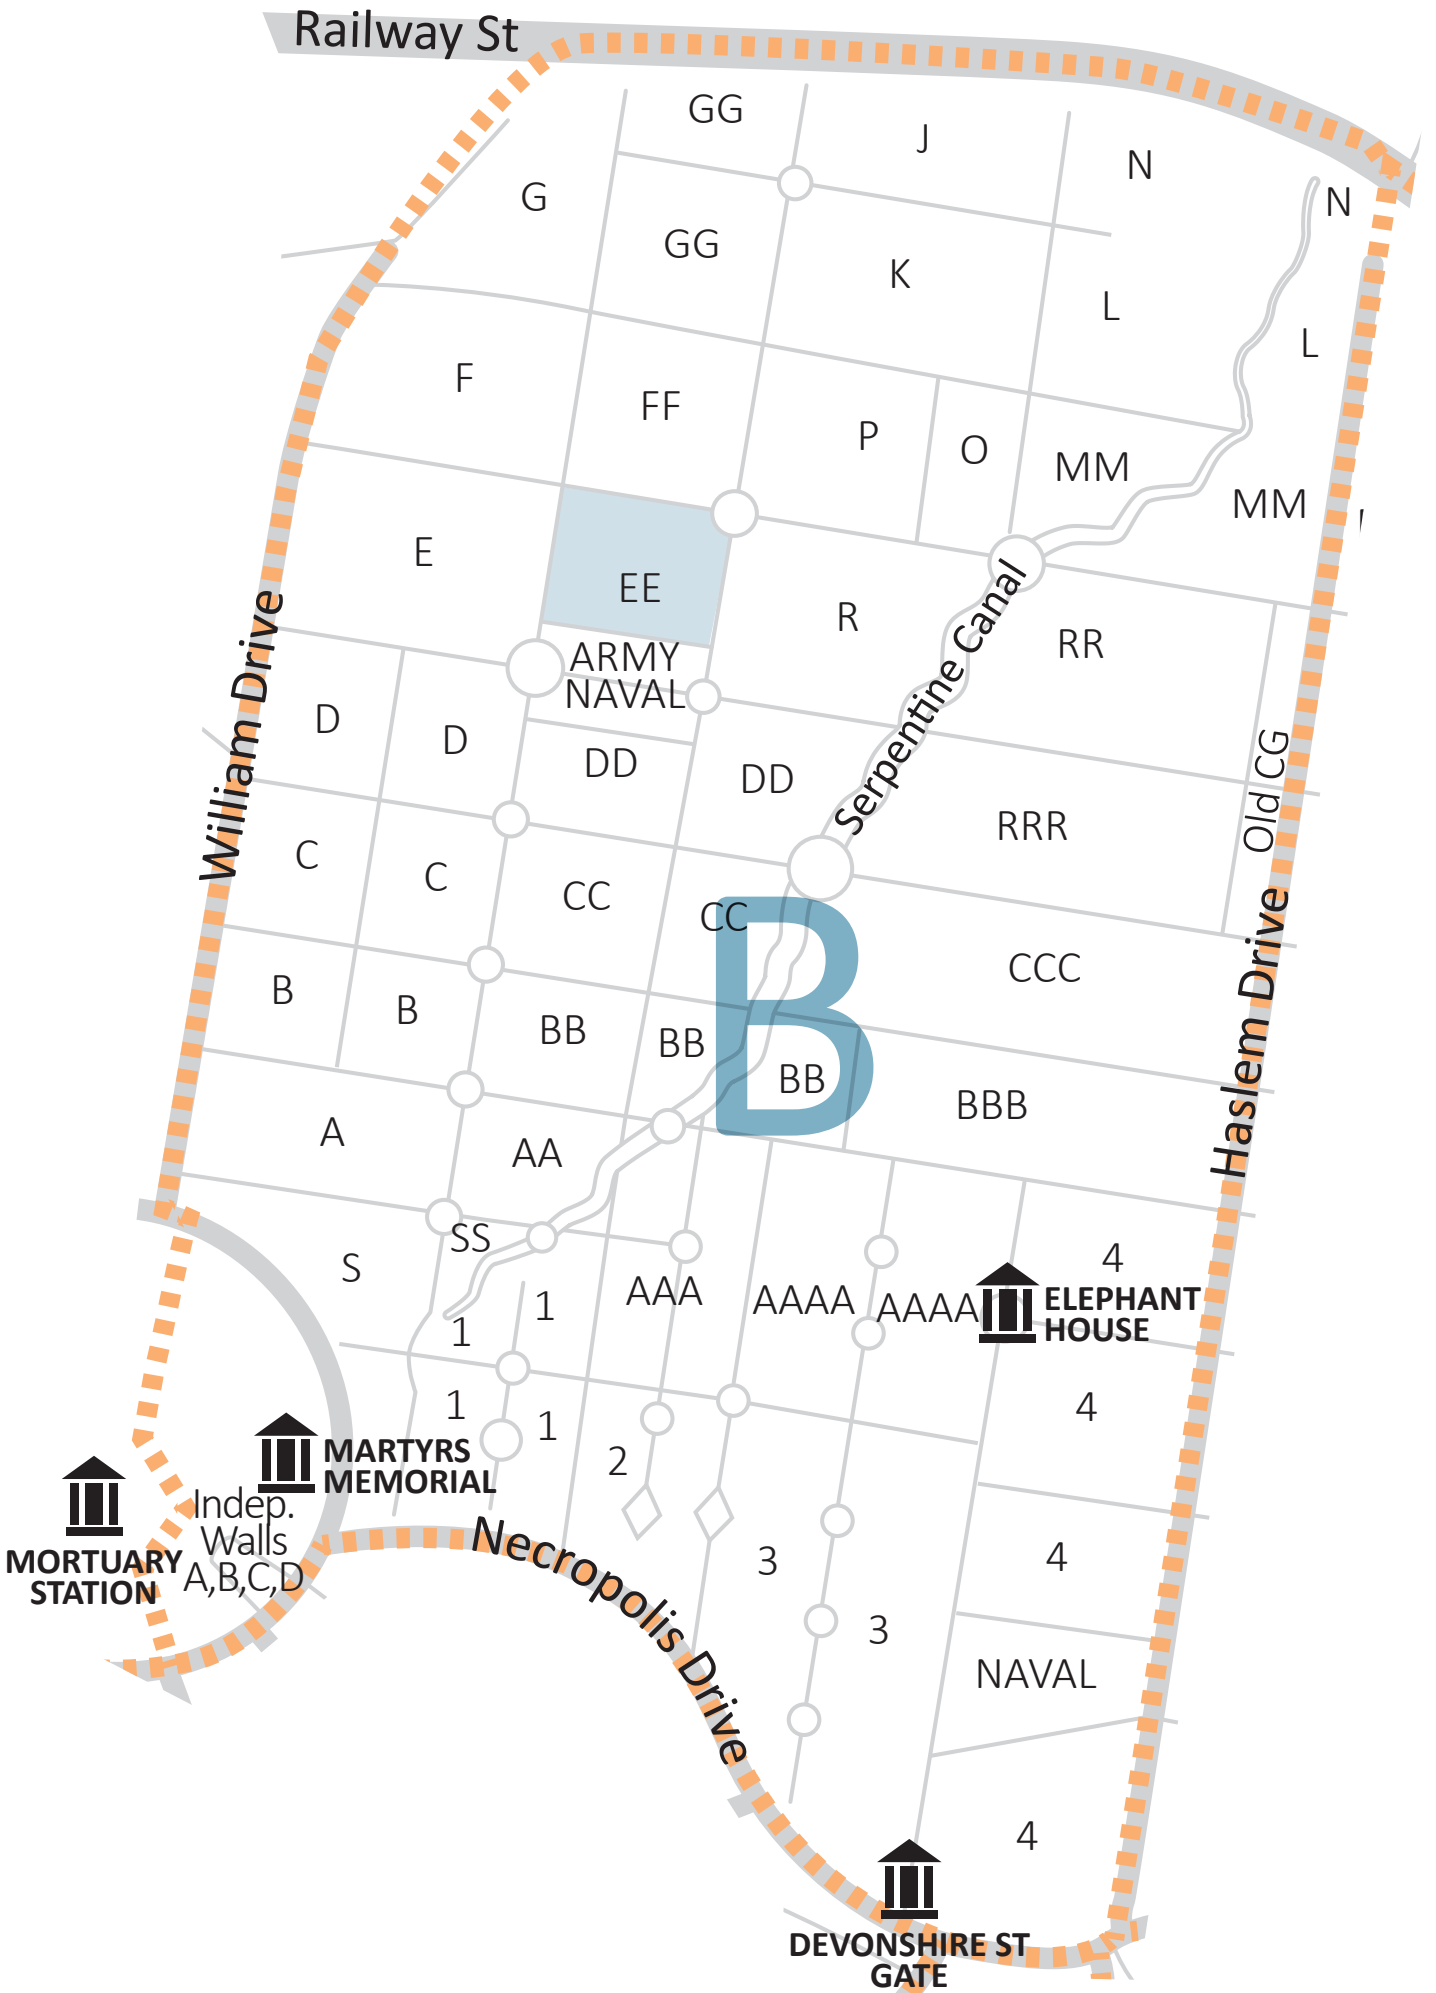 Railway St
GG
J
N
N
G
GG
K
L
L
F
FF
P
O
MM
MM
E
EE
R
RR
ARMY
NAVAL
William Drive
Serpentine Canal
D
D
DD
DD
RRR
Old CG
C
C
CC
CC
CCC
Haslem Drive
B
B
B
BB
BB
BB
BBB
A
AA
S
SS
1
1
AAA
AAAA
AAAA
4
ELEPHANT
HOUSE
1
1
2
4
MARTYRS
MEMORIAL
Indep.
Walls
A,B,C,D
MORTUARY
STATION
Necropolis Drive
3
4
3
NAVAL
4
DEVONSHIRE ST
GATE